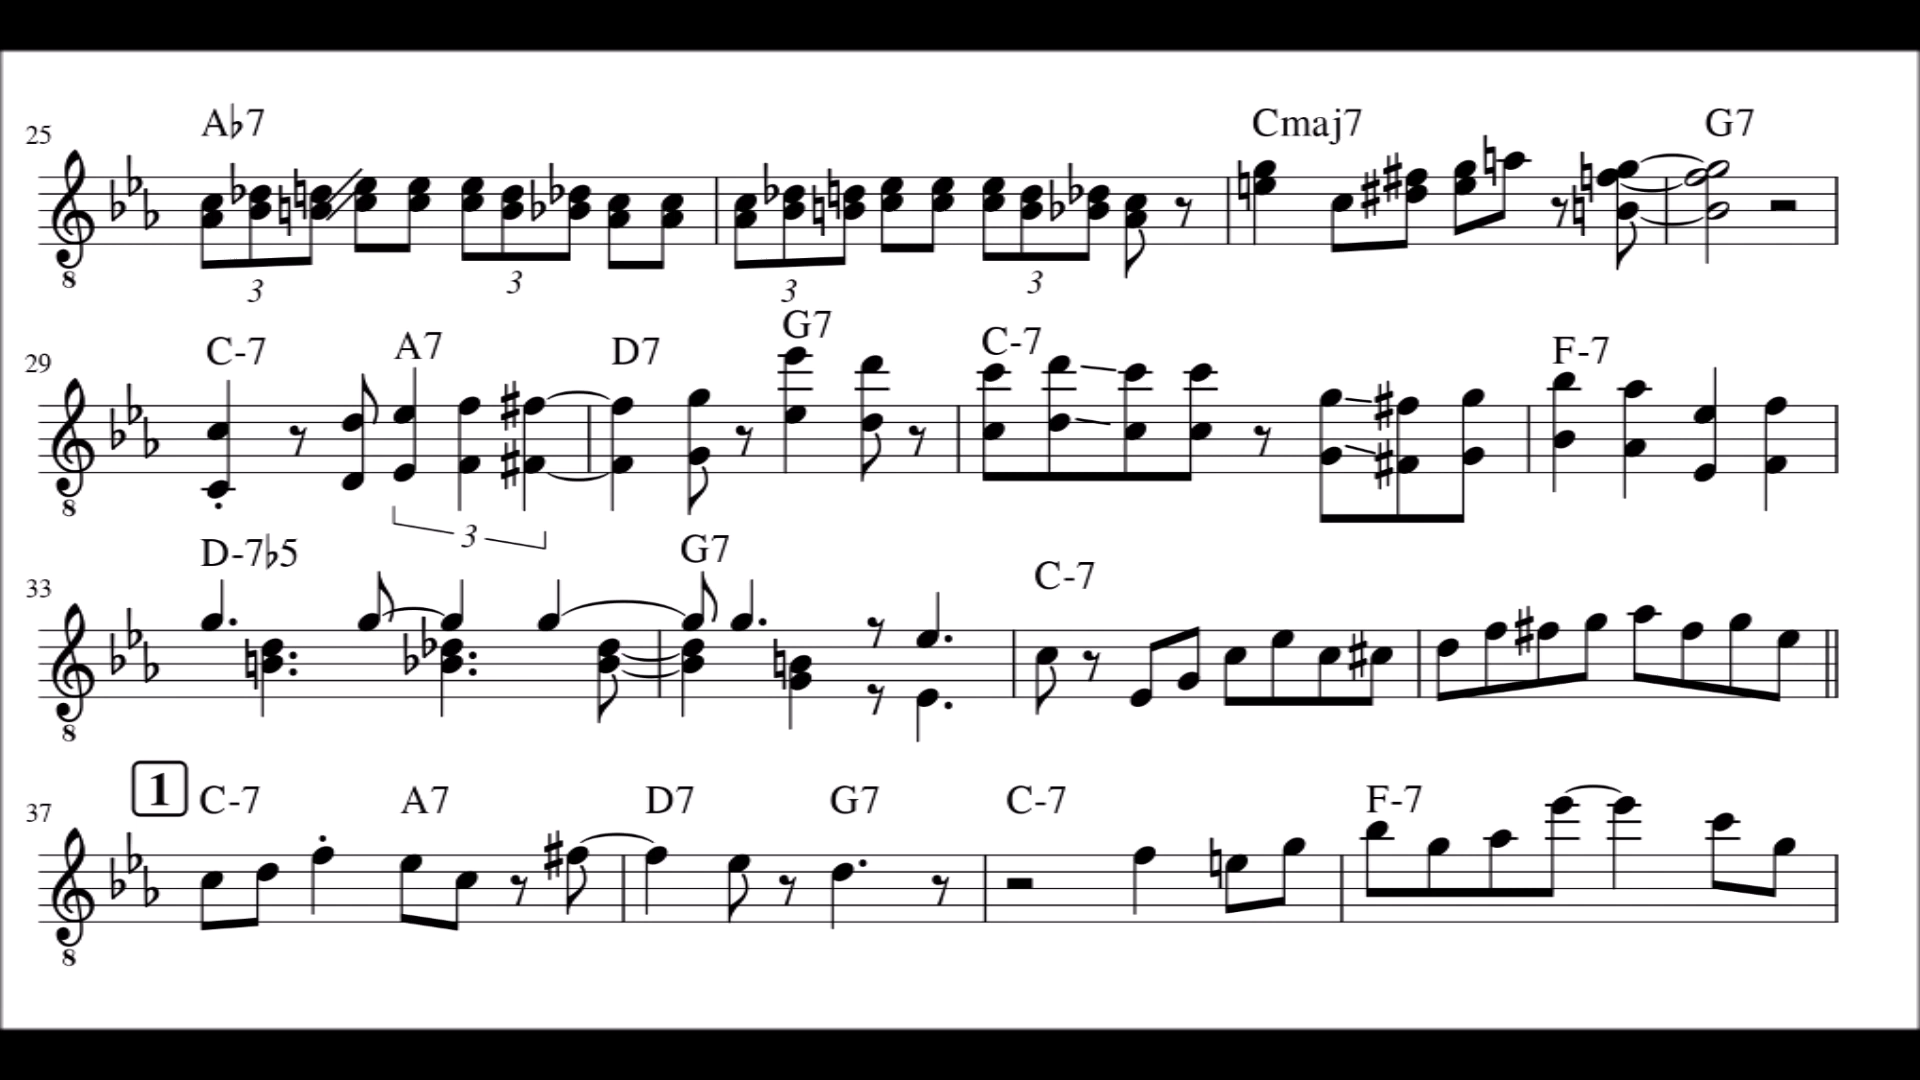 A♭7 Cmaj7 G7
25
8
3 3 3 3
C-7 A7 D7 G7 C-7 F-7
29
8
3
D-7♭5 G7 C-7
33
8
1 C-7 A7 D7 G7 C-7 F-7
37
8